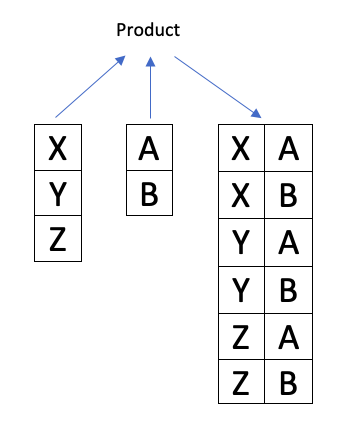 Product
X A X A
Y B X B
Z Y A
Y B
Z A
Z B